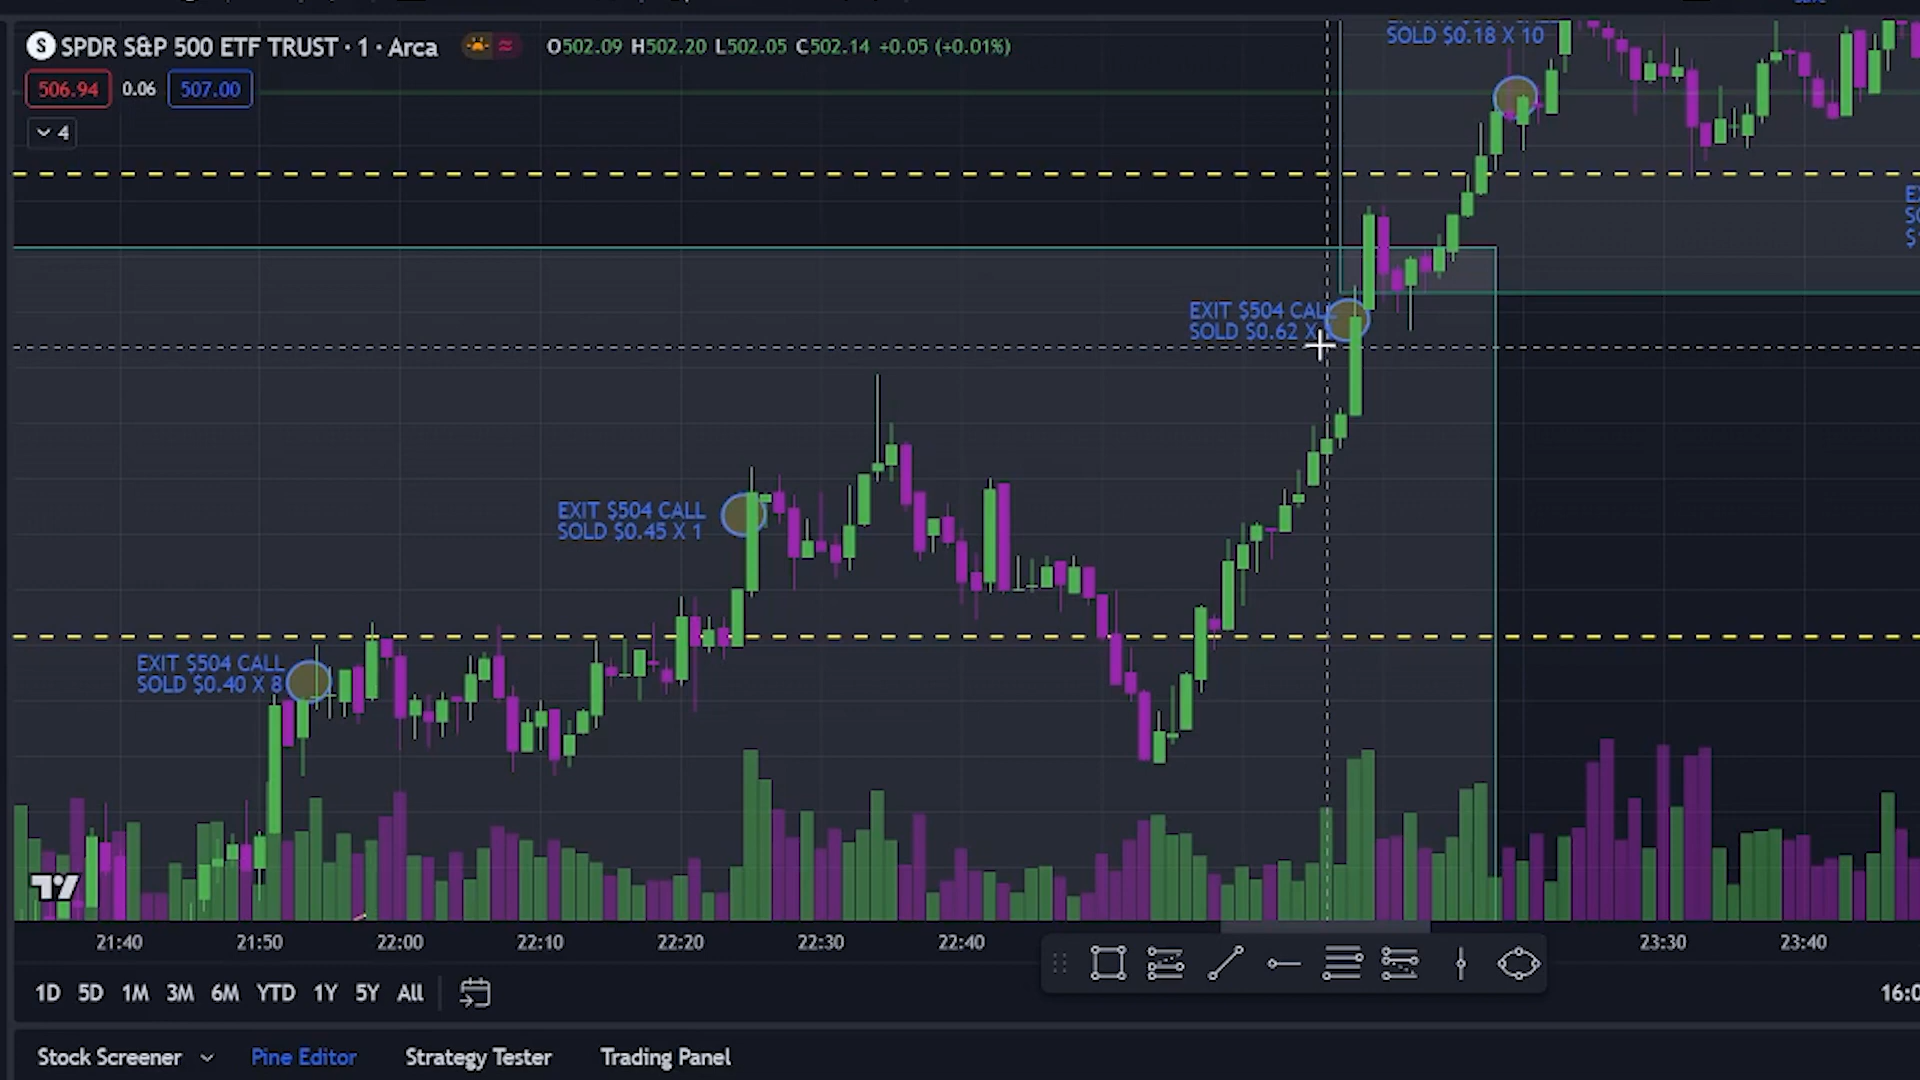 SPDR S&P 500 ETF TRUST · 1 · Arca
O502.09 H502.20 L502.05 C502.14 +0.05 (+0.01%)
SOLD $0.18 X 10
506.94 0.06 507.00
4
EXIT $504 CALL
SOLD $0.62 X
EXIT $504 CALL
SOLD $0.45 X 1
EXIT $504 CALL
SOLD $0.40 X 8
21:40 21:50 22:00 22:10 22:20 22:30 22:40 23:30 23:40
1D 5D 1M 3M 6M YTD 1Y 5Y All
Stock Screener Pine Editor Strategy Tester Trading Panel